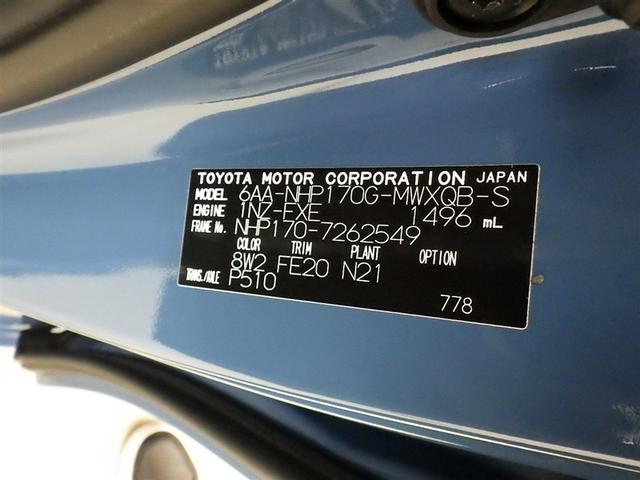 TOYOTA MOTOR CORPORATION JAPAN
MODEL 6AA-NHP170G-MWXQB-S
ENGINE 1NZ-FXE 1496 mL
FRAME No. NHP170-7262549
COLOR TRIM PLANT OPTION
8W2 FE20 N21
TRANS./AXLE P510
778